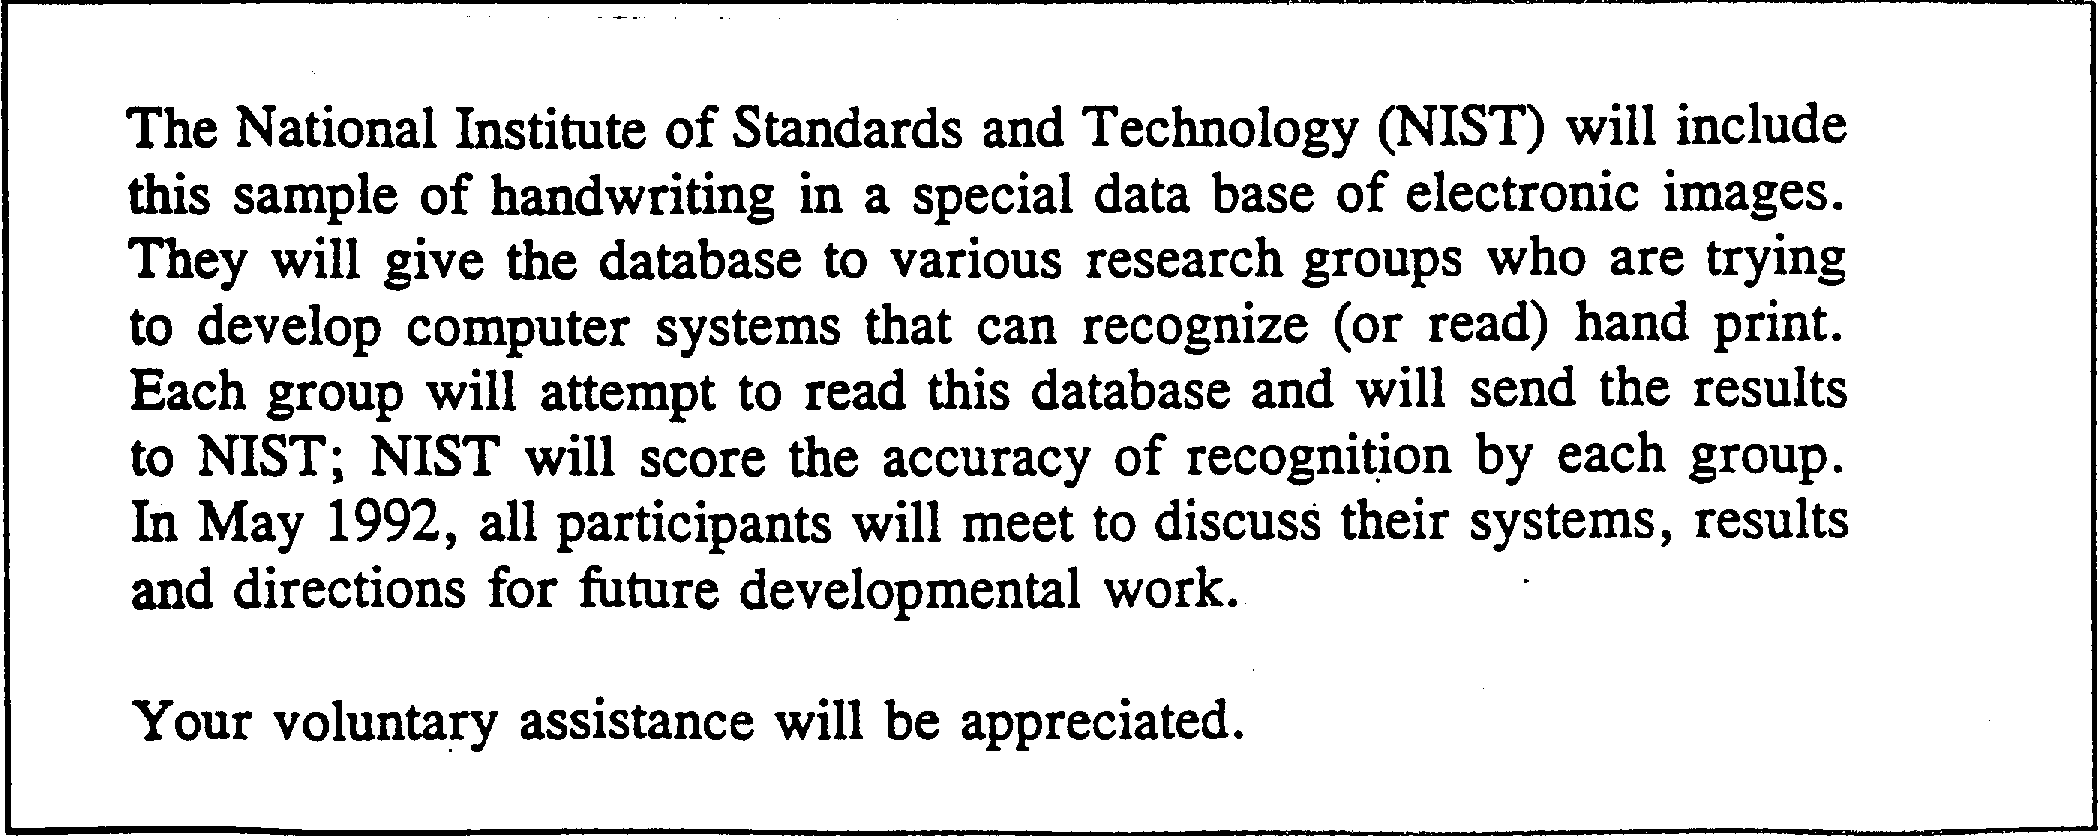 The National Institute of Standards and Technology (NIST) will include
this sample of handwriting in a special data base of electronic images.
They will give the database to various research groups who are trying
to develop computer systems that can recognize (or read) hand print.
Each group will attempt to read this database and will send the results
to NIST; NIST will score the accuracy of recognition by each group.
In May 1992, all participants will meet to discuss their systems, results
and directions for future developmental work.
Your voluntary assistance will be appreciated.